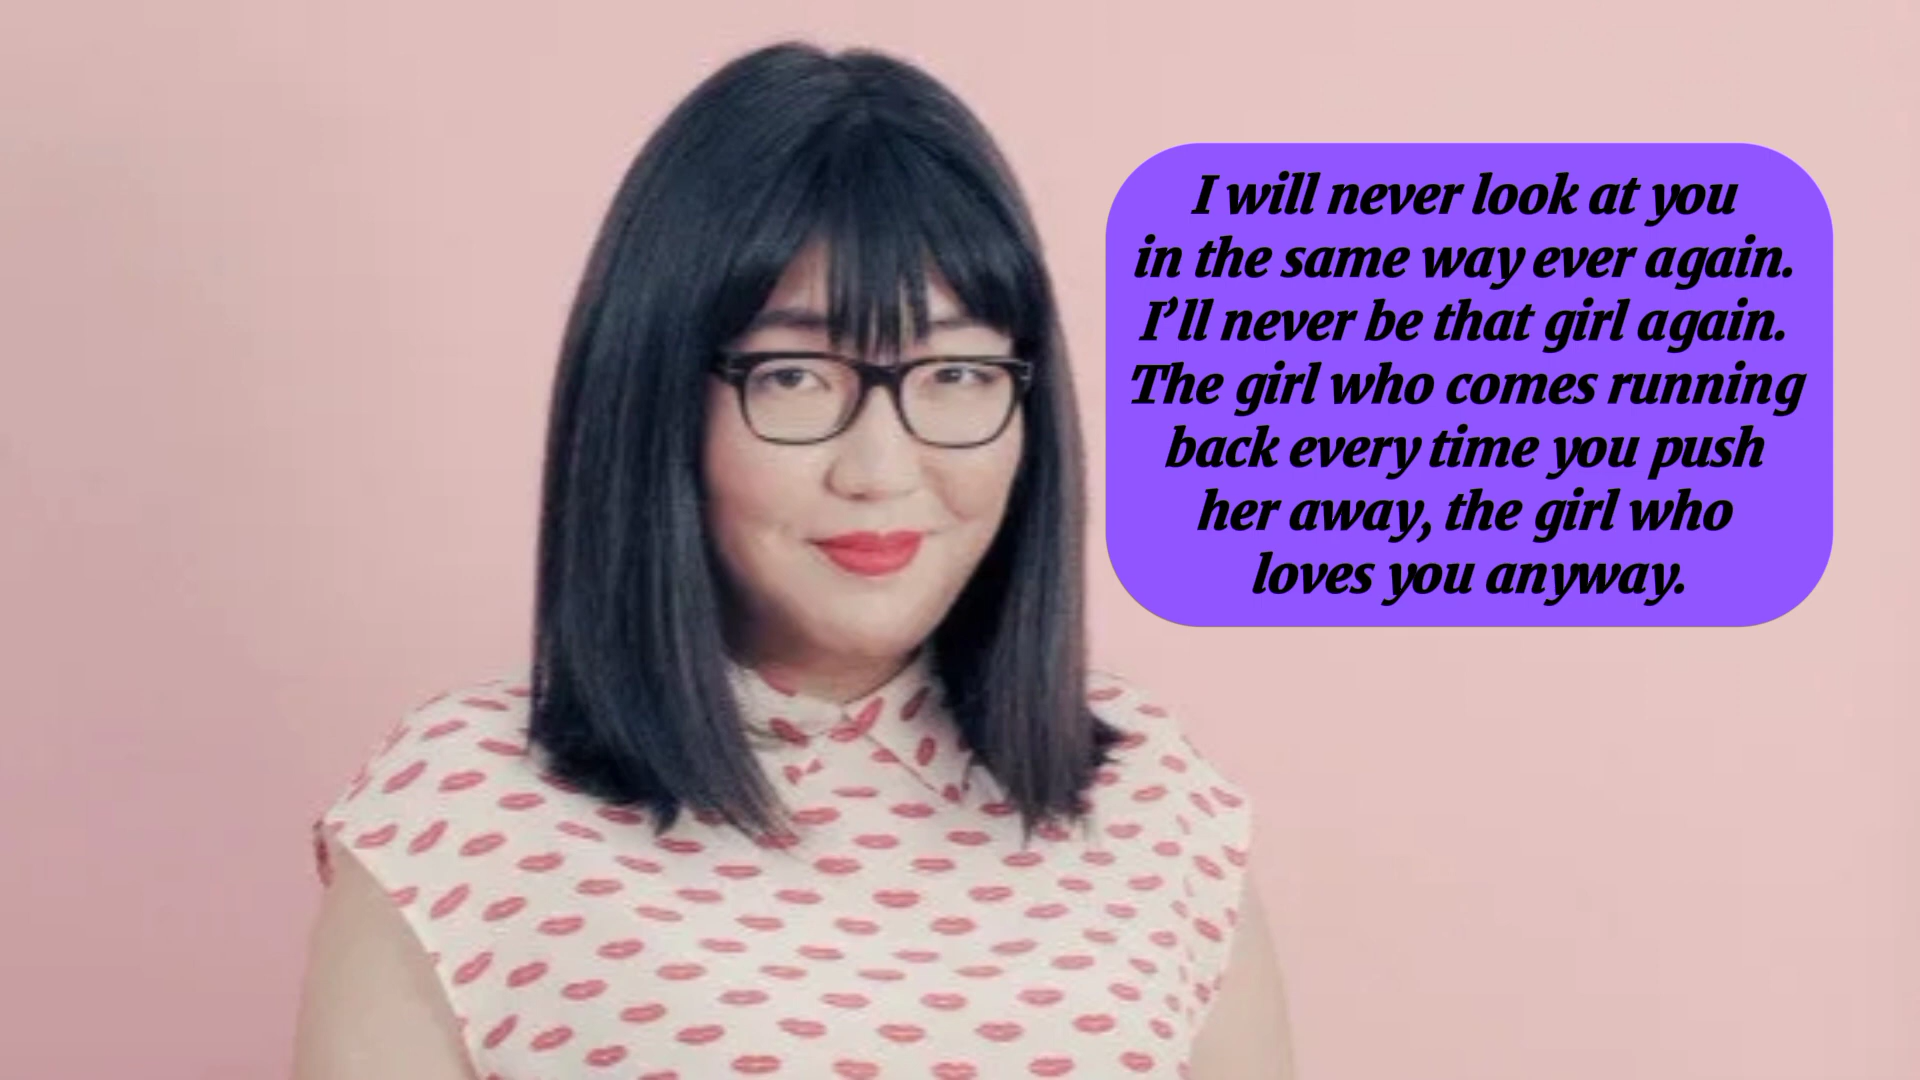 I will never look at you
in the same way ever again.
I’ll never be that girl again.
The girl who comes running
back every time you push
her away, the girl who
loves you anyway.